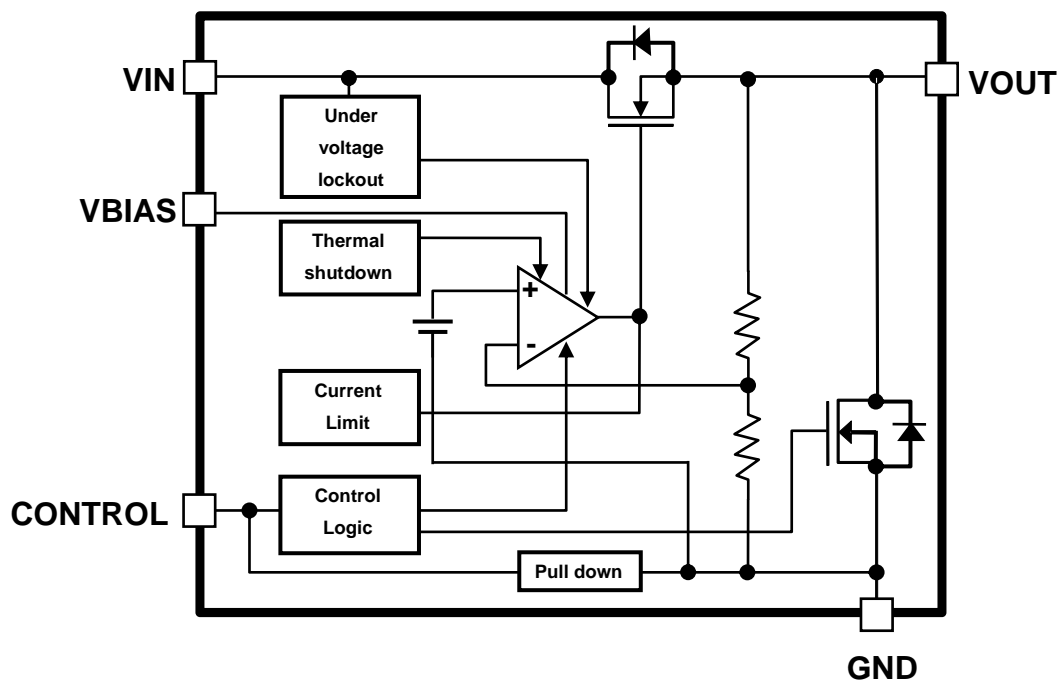 VIN
VOUT
Under
voltage
lockout
VBIAS
Thermal
shutdown
+
-
Current
Limit
CONTROL
Control
Logic
Pull down
GND